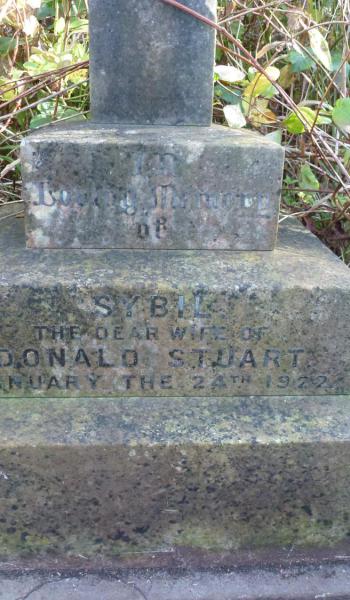 In
Loving Memory
of
SYBIL
THE DEAR WIFE OF
DONALD STUART
ANUARY THE 24TH 1922